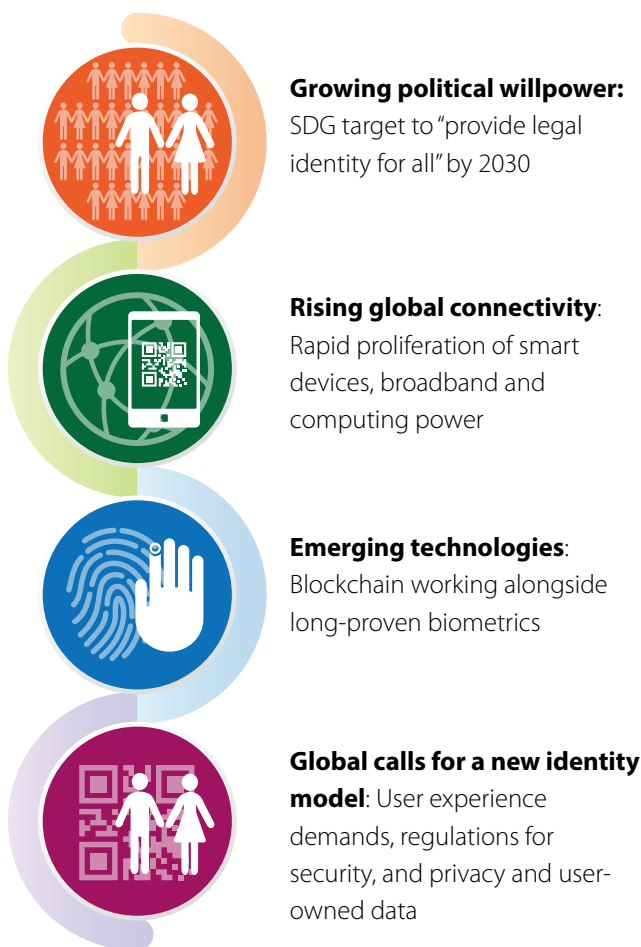 Growing political willpower:
SDG target to “provide legal
identity for all” by 2030
Rising global connectivity:
Rapid proliferation of smart
devices, broadband and
computing power
Emerging technologies:
Blockchain working alongside
long-proven biometrics
Global calls for a new identity
model: User experience
demands, regulations for
security, and privacy and user-
owned data